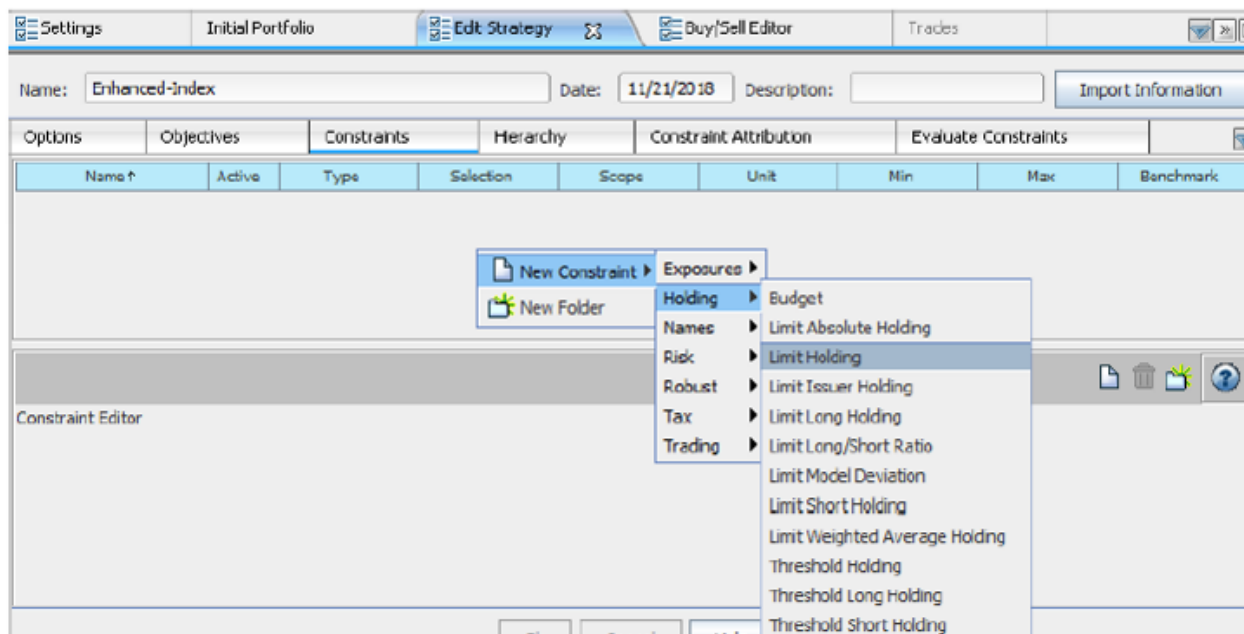 Settings Initial Portfolio Edit Strategy Buy/Sell Editor Trades
Name: Enhanced-Index Date: 11/21/2018 Description: Import Information
Options Objectives Constraints Hierarchy Constraint Attribution Evaluate Constraints
Name Active Type Selection Scope Unit Min Max Benchmark
New Constraint Exposures
Holding Budget
New Folder
Names Limit Absolute Holding
Risk Limit Holding
Robust Limit Issuer Holding
Constraint Editor Tax Limit Long Holding
Trading Limit Long/Short Ratio
Limit Model Deviation
Limit Short Holding
Limit Weighted Average Holding
Threshold Holding
Threshold Long Holding
Threshold Short Holding